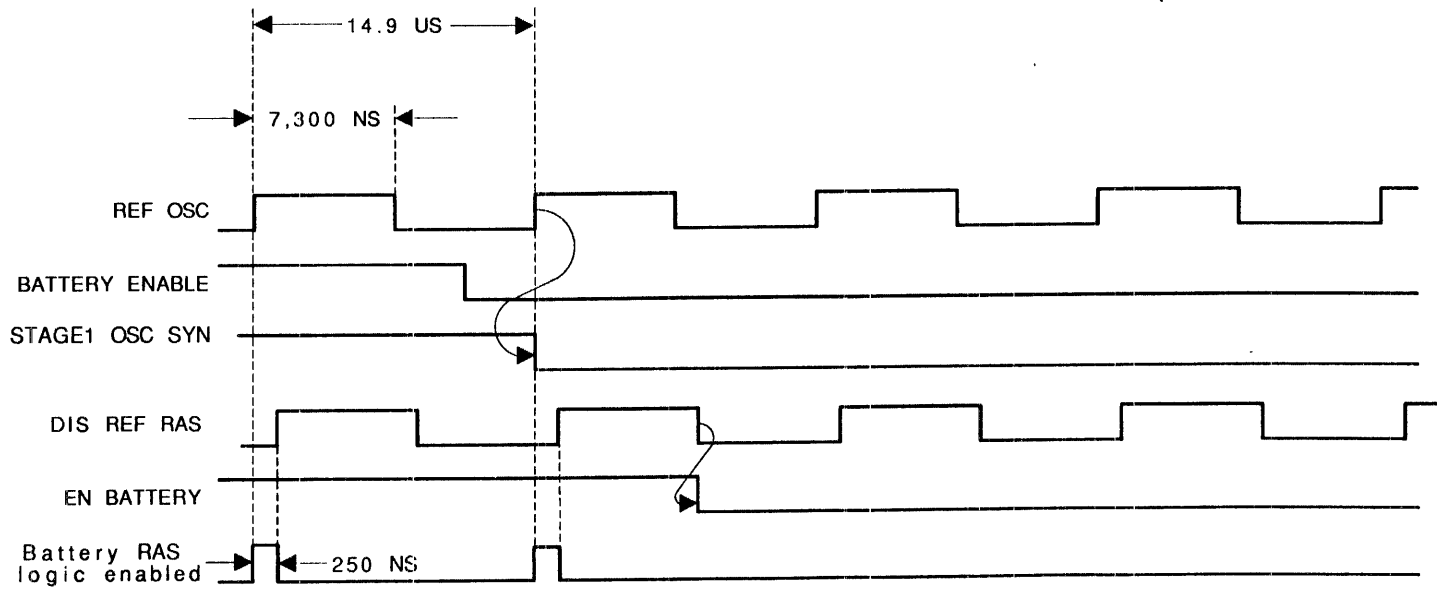 14.9 US
7,300 NS
REF OSC
BATTERY ENABLE
STAGE1 OSC SYN
DIS REF RAS
EN BATTERY
Battery RAS
logic enabled
250 NS